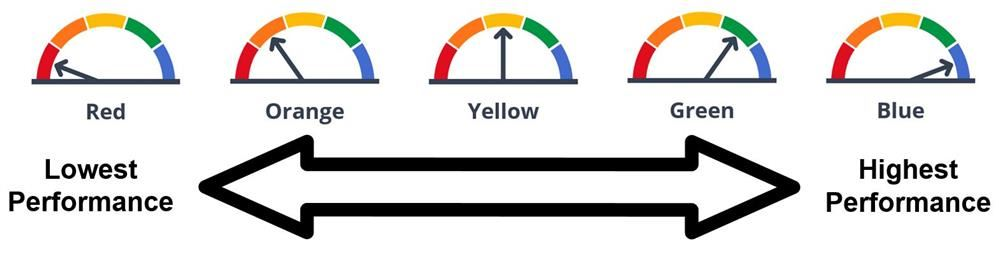 Red
Orange
Yellow
Green
Blue
Lowest
Performance
Highest
Performance